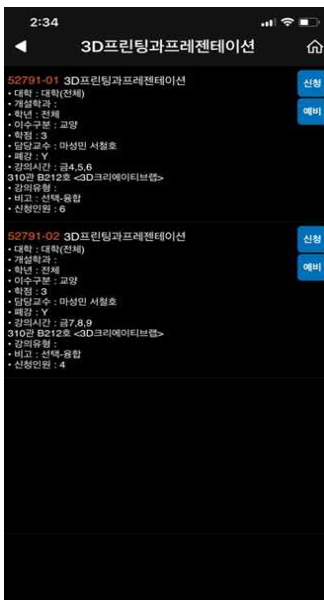 2:34
3D프린팅과프레젠테이션
52791-01 3D프린팅과프레젠테이션
신청
• 대학 : 대학(전체)
• 개설학과 :
예비
• 학년 : 전체
• 이수구분 : 교양
• 학점 : 3
• 담당교수 : 마성민 서철호
• 폐강 : Y
• 강의시간 : 금4,5,6
310관 B212호 <3D크리에이티브랩>
• 강의유형 :
• 비고 : 선택-융합
• 신청인원 : 6
52791-02 3D프린팅과프레젠테이션
신청
• 대학 : 대학(전체)
• 개설학과 :
예비
• 학년 : 전체
• 이수구분 : 교양
• 학점 : 3
• 담당교수 : 마성민 서철호
• 폐강 : Y
• 강의시간 : 금7,8,9
310관 B212호 <3D크리에이티브랩>
• 강의유형 :
• 비고 : 선택-융합
• 신청인원 : 4